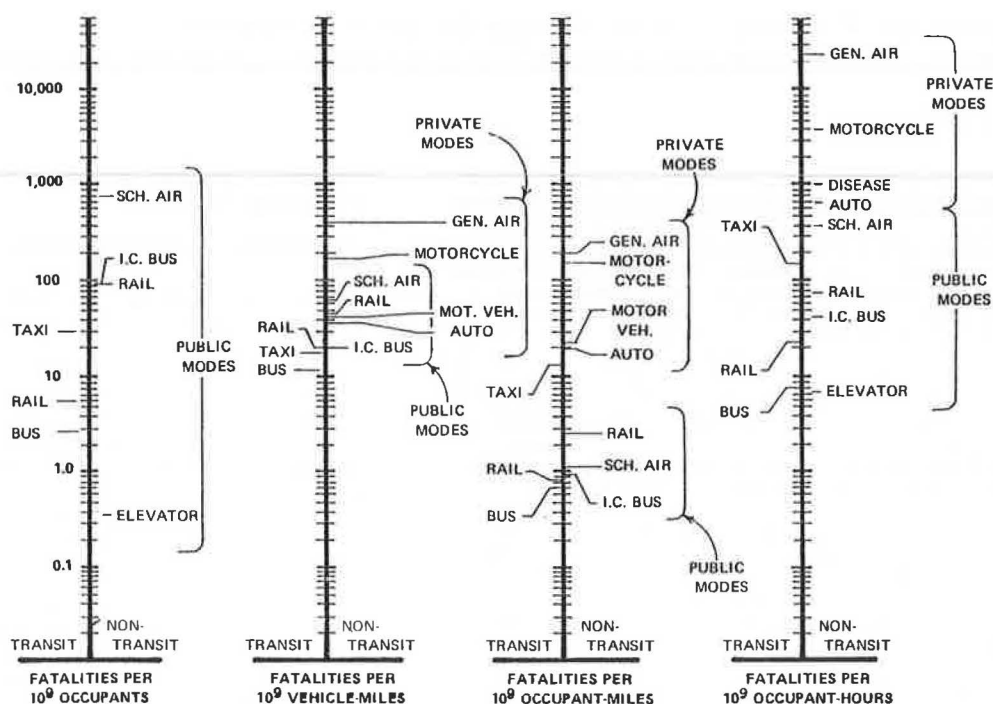 10,000
1,000
100
10
1.0
0.1
SCH. AIR
I.C. BUS
RAIL
TAXI
PUBLIC
MODES
RAIL
BUS
ELEVATOR
NON-
TRANSIT TRANSIT
FATALITIES PER
10⁹ OCCUPANTS
PRIVATE
MODES
GEN. AIR
MOTORCYCLE
SCH. AIR
RAIL
MOT. VEH.
RAIL
AUTO
TAXI
I.C. BUS
BUS
PUBLIC
MODES
NON-
TRANSIT TRANSIT
FATALITIES PER
10⁹ VEHICLE-MILES
PRIVATE
MODES
GEN. AIR
MOTOR-
CYCLE
MOTOR
VEH.
AUTO
TAXI
RAIL
RAIL
SCH. AIR
BUS
I.C. BUS
PUBLIC
MODES
NON-
TRANSIT TRANSIT
FATALITIES PER
10⁹ OCCUPANT-MILES
GEN. AIR
PRIVATE
MODES
MOTORCYCLE
DISEASE
AUTO
TAXI
SCH. AIR
PUBLIC
MODES
RAIL
I.C. BUS
RAIL
BUS
ELEVATOR
NON-
TRANSIT TRANSIT
FATALITIES PER
10⁹ OCCUPANT-HOURS